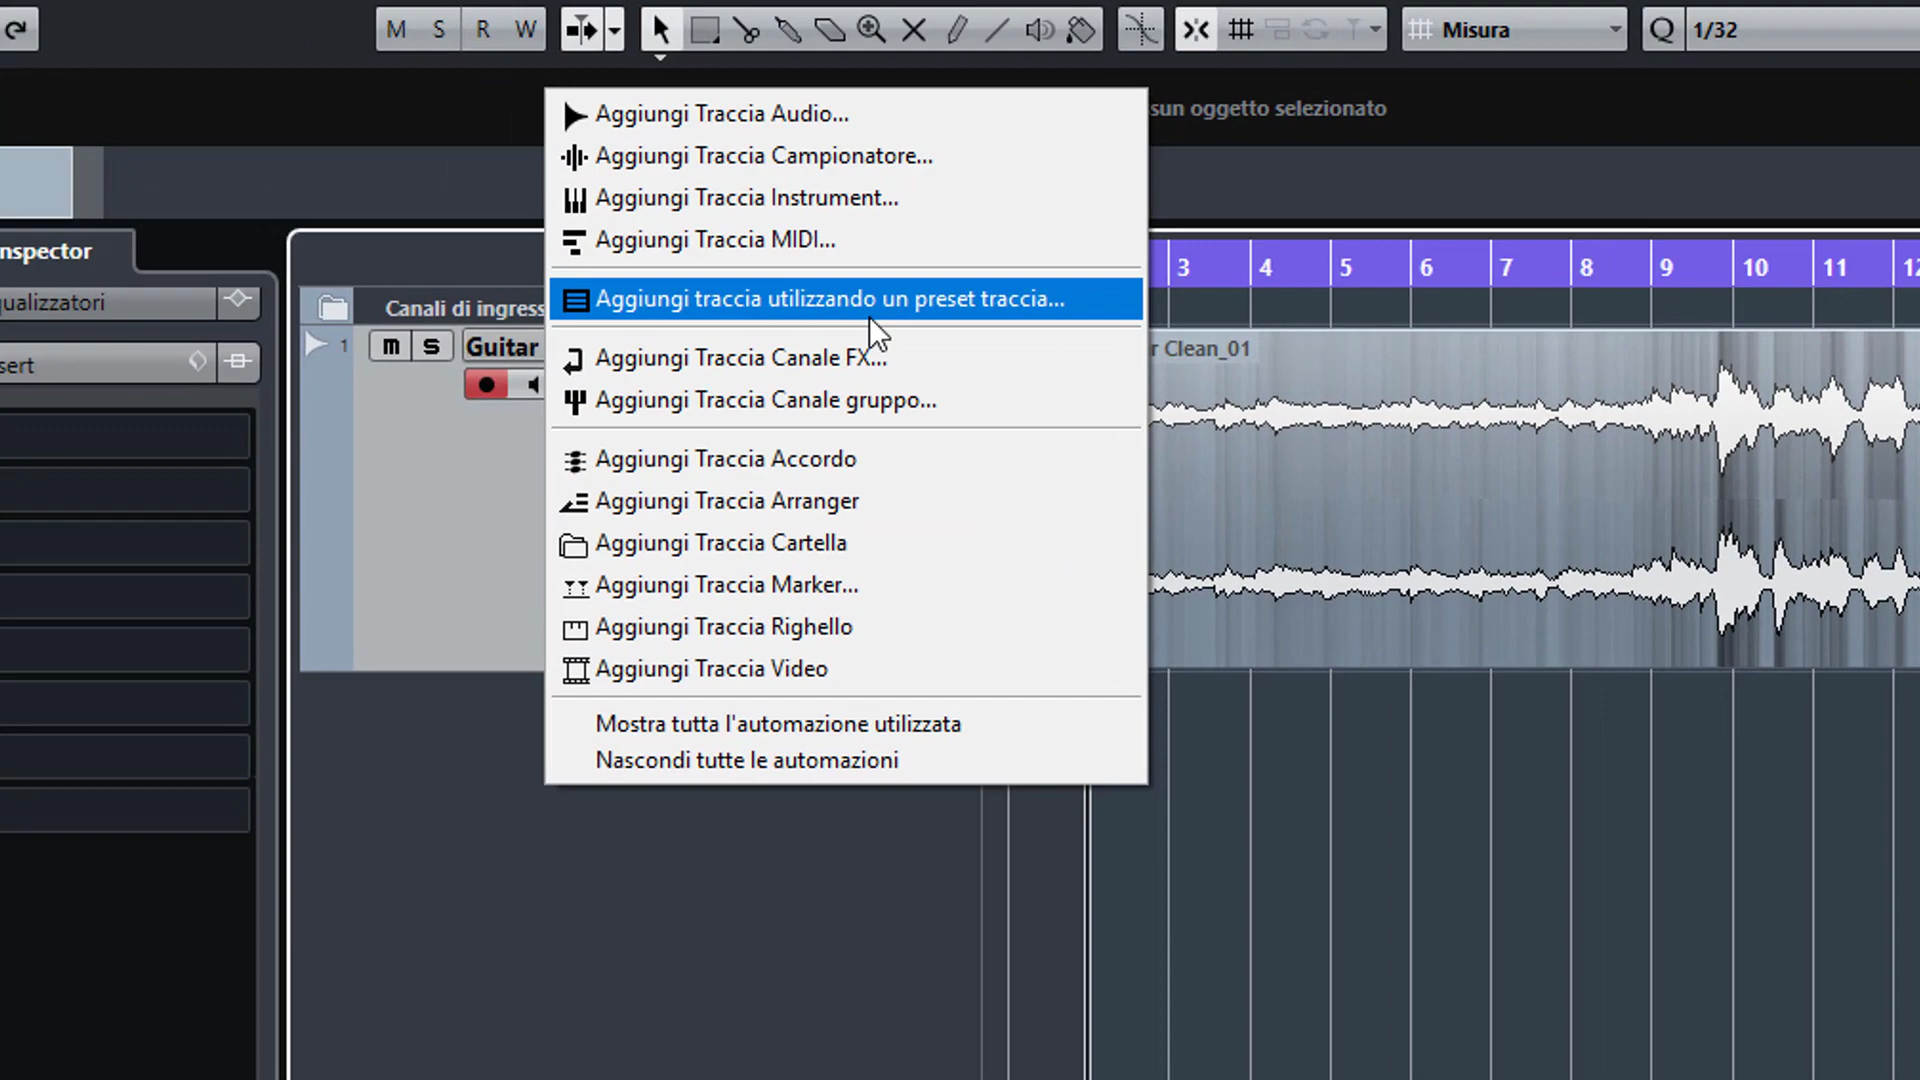 M S R W
Misura
Q 1/32
sun oggetto selezionato
Aggiungi Traccia Audio...
Aggiungi Traccia Campionatore...
Aggiungi Traccia Instrument...
Aggiungi Traccia MIDI...
Aggiungi traccia utilizzando un preset traccia...
Aggiungi Traccia Canale FX...
Aggiungi Traccia Canale gruppo...
Aggiungi Traccia Accordo
Aggiungi Traccia Arranger
Aggiungi Traccia Cartella
Aggiungi Traccia Marker...
Aggiungi Traccia Righello
Aggiungi Traccia Video
Mostra tutta l'automazione utilizzata
Nascondi tutte le automazioni
nspector
qualizzatori
sert
Canali di ingress
1 m s Guitar
3 4 5 6 7 8 9 10 11 12
r Clean_01